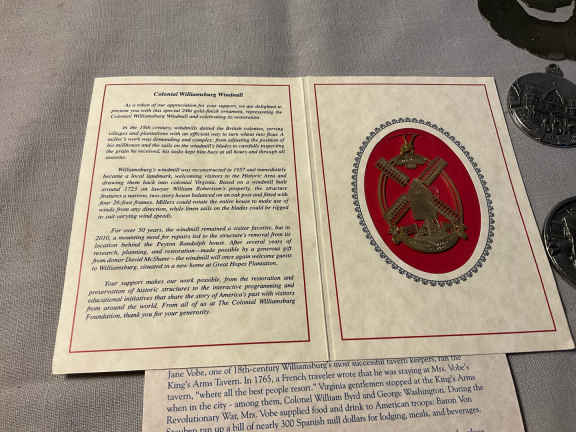 Colonial Williamsburg Windmill
As a token of our appreciation for your support, we are delighted to
present you with this special 24kt gold-finish ornament, representing the
Colonial Williamsburg Windmill and celebrating its restoration.
In the 18th century, windmills dotted the British colonies, serving
villages and plantations with an efficient way to turn wheat into flour. A
miller's work was demanding and complex: from adjusting the position of
his millhouse and the sails on the windmill's blades to carefully inspecting
the grain he received, his tasks kept him busy at all hours and through all
seasons.
Williamsburg's windmill was reconstructed in 1957 and immediately
became a local landmark, welcoming visitors to the Historic Area and
drawing them back into colonial Virginia. Based on a windmill built
around 1723 on lawyer William Robertson's property, the structure
features a narrow, two-story house balanced on an oak post and fitted with
four 26-foot frames. Millers could rotate the entire house to make use of
winds from any direction, while linen sails on the blades could be rigged
to suit varying wind speeds.
For over 50 years, the windmill remained a visitor favorite, but in
2010, a mounting need for repairs led to the structure's removal from its
location behind the Peyton Randolph house. After several years of
research, planning, and restoration—made possible by a generous gift
from donor David McShane—the windmill will once again welcome guests
to Williamsburg, situated in a new home at Great Hopes Plantation.
Your support makes our work possible, from the restoration and
preservation of historic structures to the interactive programming and
educational initiatives that share the story of America's past with visitors
from around the world. From all of us at The Colonial Williamsburg
Foundation, thank you for your generosity.
Jane Vobe, one of 18th-century Williamsburg's most successful tavern keepers, ran the
King's Arms Tavern. In 1765, a French traveler wrote that he was staying at Mrs. Vobe's
tavern, "where all the best people resort." Virginia gentlemen stopped at the King's Arms
when in the city - among them, Colonel William Byrd and George Washington. During the
Revolutionary War, Mrs. Vobe supplied food and drink to American troops: Baron Von
Steuben ran up a bill of nearly 300 Spanish mill dollars for lodging, meals, and beverages.